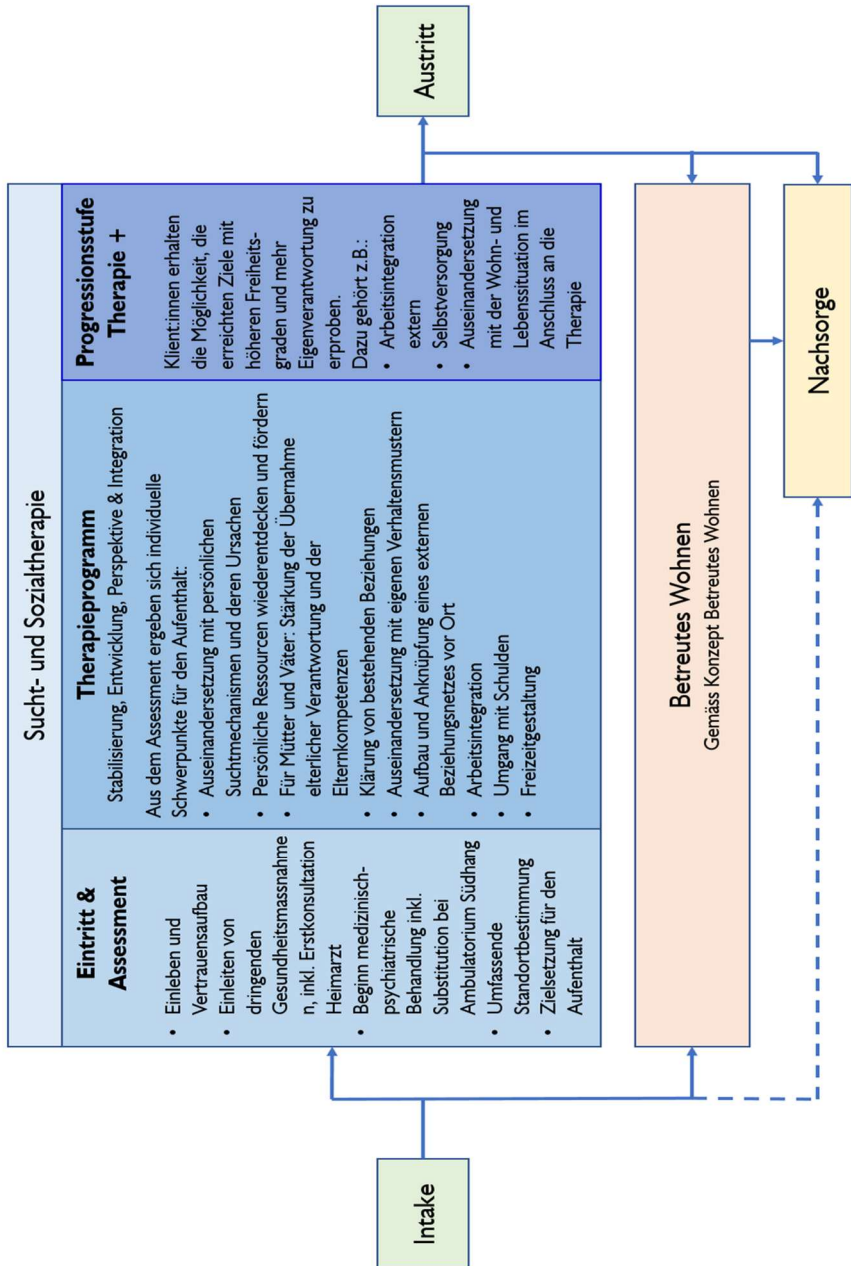 Intake
Sucht- und Sozialtherapie
Eintritt &
Assessment
• Einleben und
Vertrauensaufbau
• Einleiten von
dringenden
Gesundheitsmassnahme
n, inkl. Erstkonsultation
Heimarzt
• Beginn medizinisch-
psychiatrische
Behandlung inkl.
Substitution bei
Ambulatorium Südhang
• Umfassende
Standortbestimmung
• Zielsetzung für den
Aufenthalt
Therapieprogramm
Stabilisierung, Entwicklung, Perspektive & Integration
Aus dem Assessment ergeben sich individuelle
Schwerpunkte für den Aufenthalt:
• Auseinandersetzung mit persönlichen
Suchtmechanismen und deren Ursachen
• Persönliche Ressourcen wiederentdecken und fördern
• Für Mütter und Väter: Stärkung der Übernahme
elterlicher Verantwortung und der
Elternkompetenzen
• Klärung von bestehenden Beziehungen
• Auseinandersetzung mit eigenen Verhaltensmustern
• Aufbau und Anknüpfung eines externen
Beziehungsnetzes vor Ort
• Arbeitsintegration
• Umgang mit Schulden
• Freizeitgestaltung
Progressionsstufe
Therapie +
Klient:innen erhalten
die Möglichkeit, die
erreichten Ziele mit
höheren Freiheits-
graden und mehr
Eigenverantwortung zu
erproben.
Dazu gehört z.B.:
• Arbeitsintegration
extern
• Selbstversorgung
• Auseinandersetzung
mit der Wohn- und
Lebenssituation im
Anschluss an die
Therapie
Austritt
Betreutes Wohnen
Gemäss Konzept Betreutes Wohnen
Nachsorge